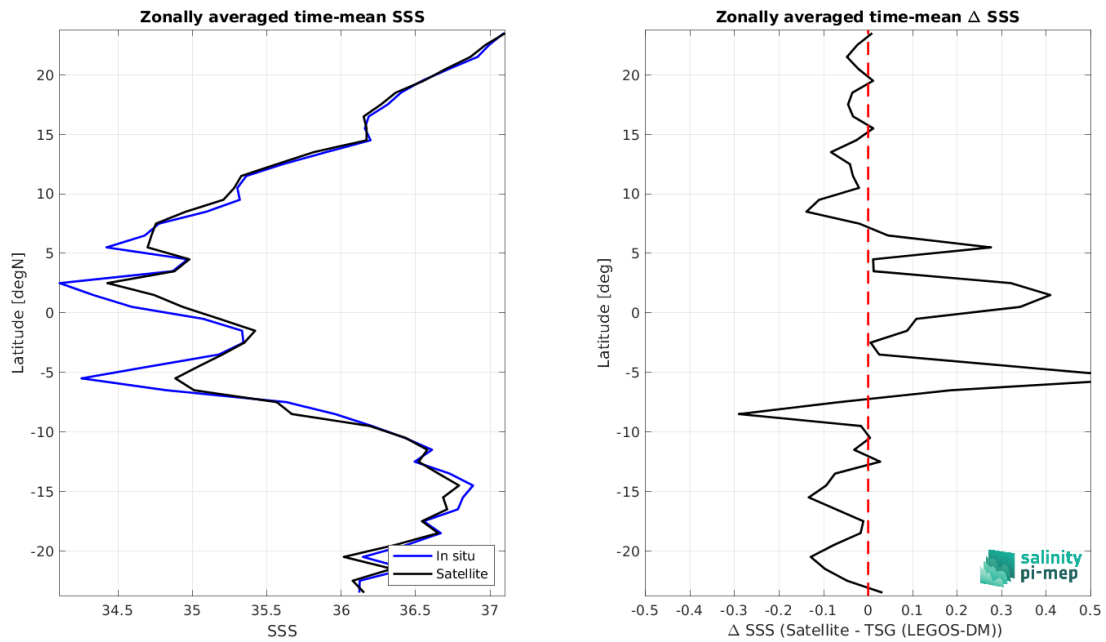 Zonally averaged time-mean SSS
Latitude [degN]
20
15
10
5
0
-5
-10
-15
-20
34.5 35 35.5 36 36.5 37
SSS
In situ
Satellite
Zonally averaged time-mean Δ SSS
Latitude [deg]
20
15
10
5
0
-5
-10
-15
-20
-0.5 -0.4 -0.3 -0.2 -0.1 0 0.1 0.2 0.3 0.4 0.5
Δ SSS (Satellite - TSG (LEGOS-DM))
salinity
pi-mep